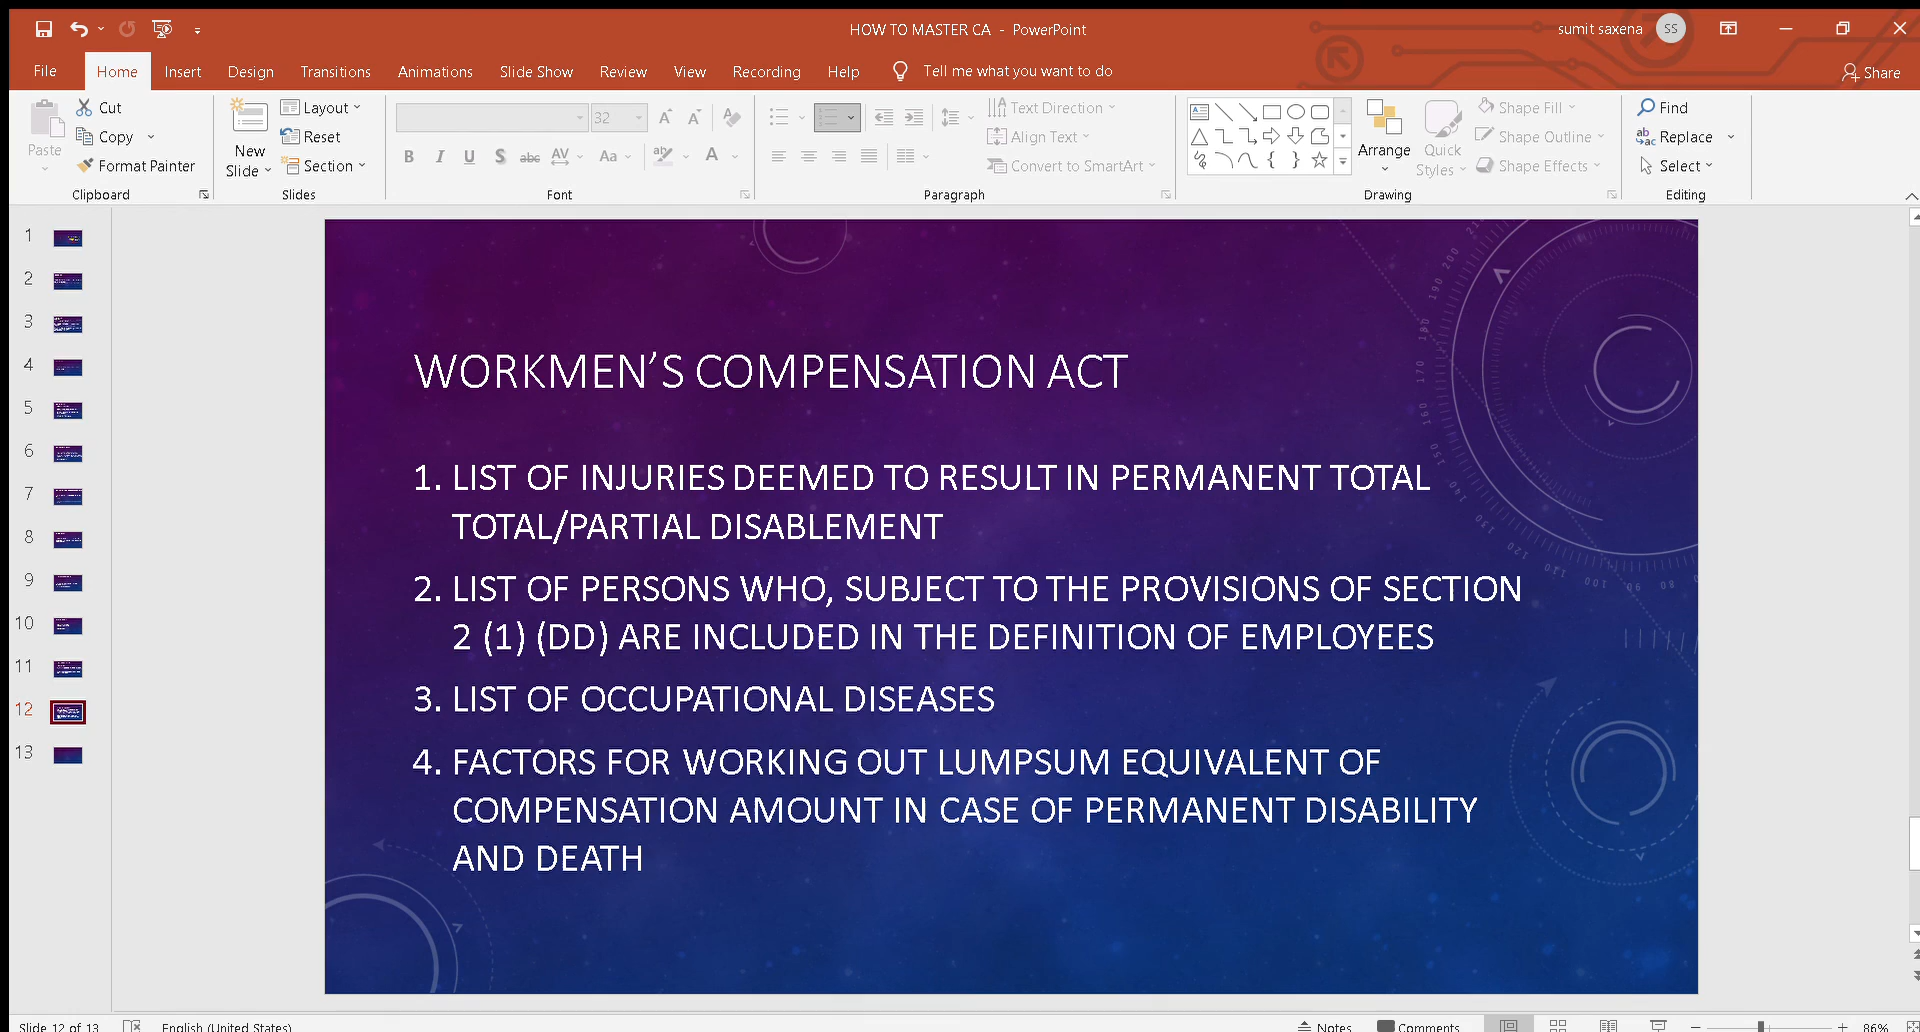 HOW TO MASTER CA - PowerPoint
sumit saxena
SS
File
Home
Insert
Design
Transitions
Animations
Slide Show
Review
View
Recording
Help
Tell me what you want to do
Share
Paste
Cut
Copy
Format Painter
Clipboard
New
Slide
Layout
Reset
Section
Slides
32
B I U S abc AV Aa A
Font
Text Direction
Align Text
Convert to SmartArt
Paragraph
Arrange
Quick
Styles
Shape Fill
Shape Outline
Shape Effects
Drawing
Find
Replace
Select
Editing
1
2
3
4
5
6
7
8
9
10
11
12
13
WORKMEN'S COMPENSATION ACT
1. LIST OF INJURIES DEEMED TO RESULT IN PERMANENT TOTAL
TOTAL/PARTIAL DISABLEMENT
2. LIST OF PERSONS WHO, SUBJECT TO THE PROVISIONS OF SECTION
2 (1) (DD) ARE INCLUDED IN THE DEFINITION OF EMPLOYEES
3. LIST OF OCCUPATIONAL DISEASES
4. FACTORS FOR WORKING OUT LUMPSUM EQUIVALENT OF
COMPENSATION AMOUNT IN CASE OF PERMANENT DISABILITY
AND DEATH
Slide 12 of 13
English (United States)
Notes
Comments
86%